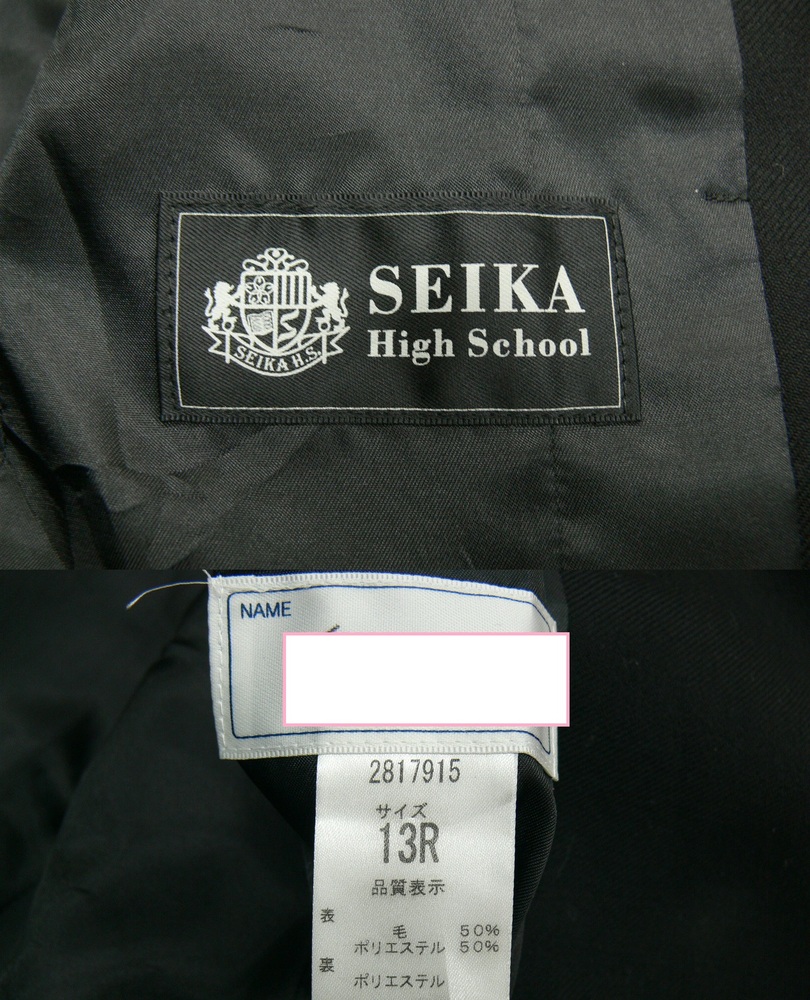 SEIKA
High School
SEIKA H.S.
NAME
2817915
サイズ
13R
品質表示
表
毛 50%
ポリエステル 50%
裏
ポリエステル